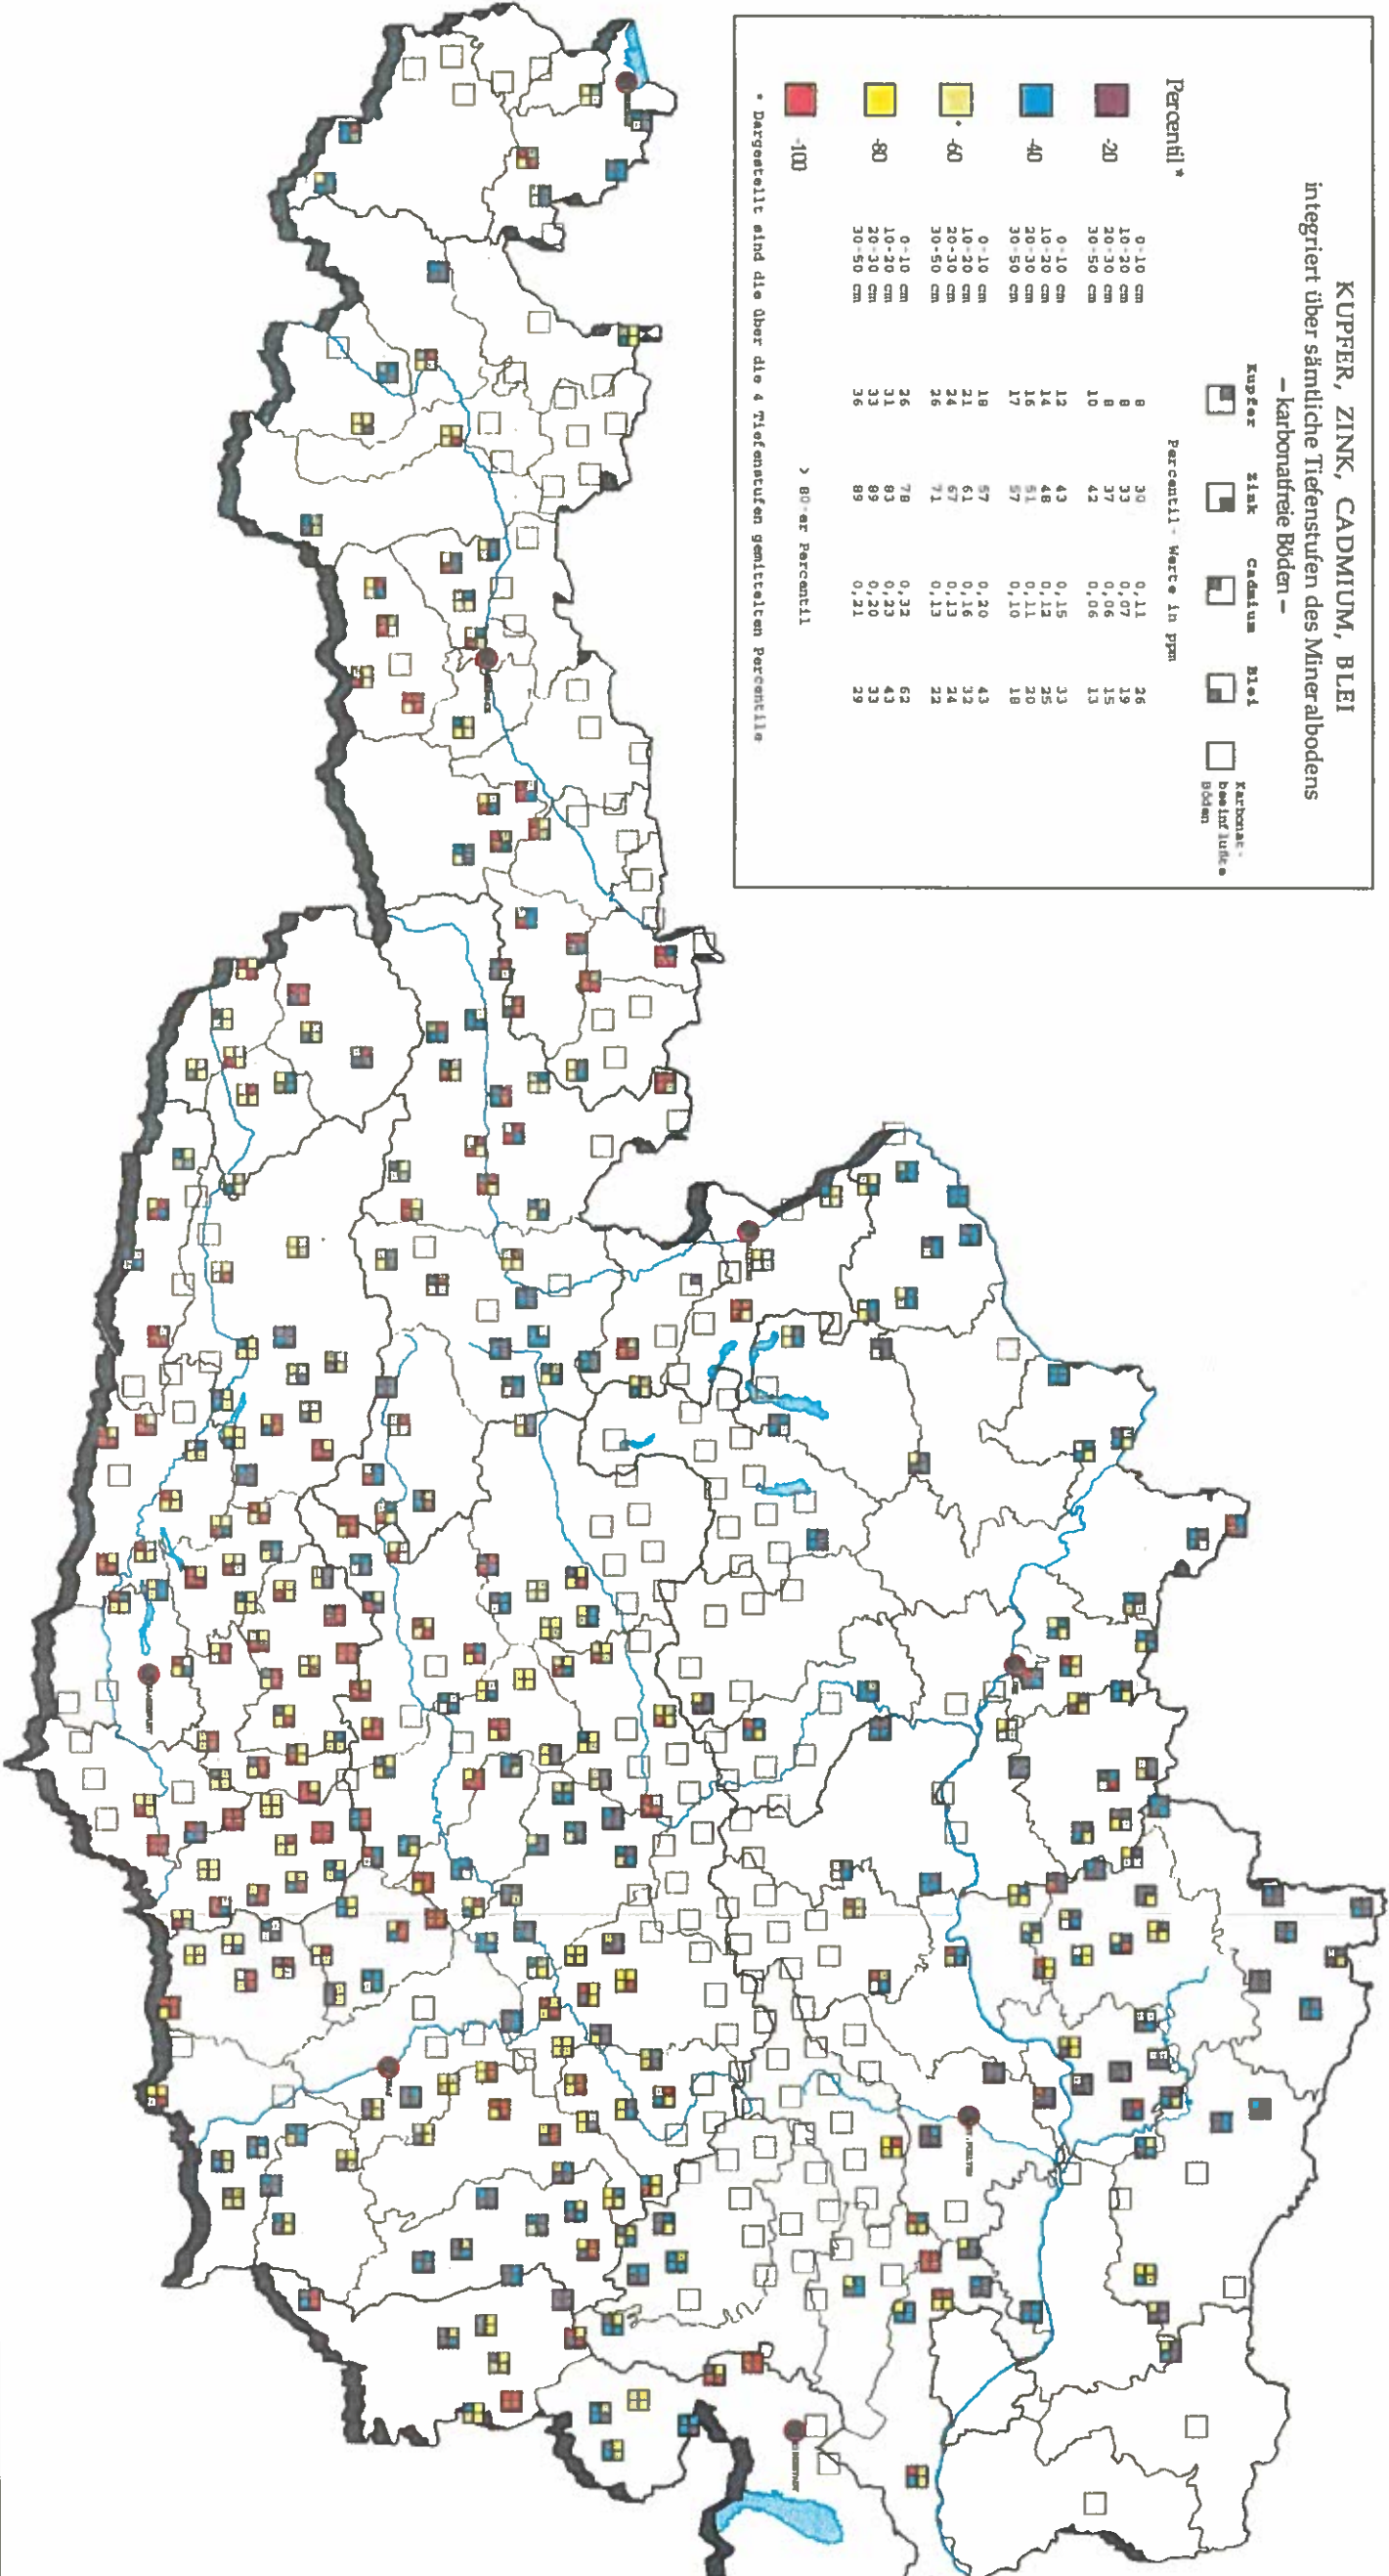 KUPFER, ZINK, CADMIUM, BLEI
integriert über sämtliche Tiefenstufen des Mineralbodens
– karbonatfreie Böden –
Kupfer Zink Cadmium Blei Karbonat-
beeinflußte
Böden
Percentil * Percentil- Werte in ppm
-20 0-10 cm 8 30 0,11 26
10-20 cm 8 33 0,07 19
20-30 cm 8 37 0,06 15
30-50 cm 10 42 0,06 13
-40 0-10 cm 12 43 0,15 33
10-20 cm 14 48 0,12 25
20-30 cm 16 51 0,11 20
30-50 cm 17 57 0,10 18
-60 0-10 cm 18 57 0,20 43
10-20 cm 21 61 0,16 32
20-30 cm 24 67 0,13 24
30-50 cm 26 71 0,13 22
-80 0-10 cm 26 78 0,32 62
10-20 cm 31 83 0,23 43
20-30 cm 33 89 0,20 33
30-50 cm 36 89 0,21 29
-100 > 80-er Percentil
* Dargestellt sind die über die 4 Tiefenstufen gemittelten Percentile